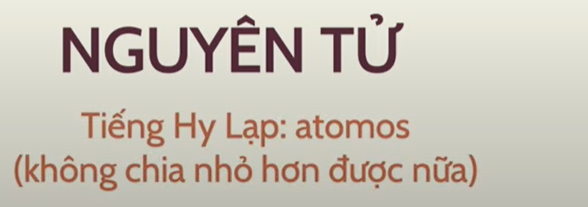 NGUYÊN TỬ
Tiếng Hy Lạp: atomos
(không chia nhỏ hơn được nữa)